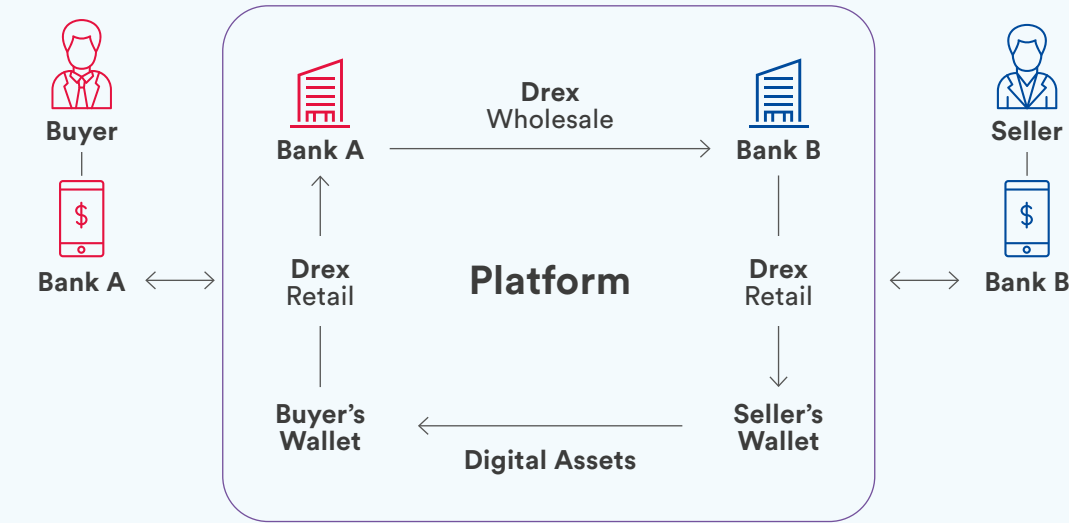 Buyer
$
Bank A
Bank A
Drex
Wholesale
Bank B
Drex
Retail
Platform
Drex
Retail
Buyer’s
Wallet
Digital Assets
Seller’s
Wallet
Seller
$
Bank B